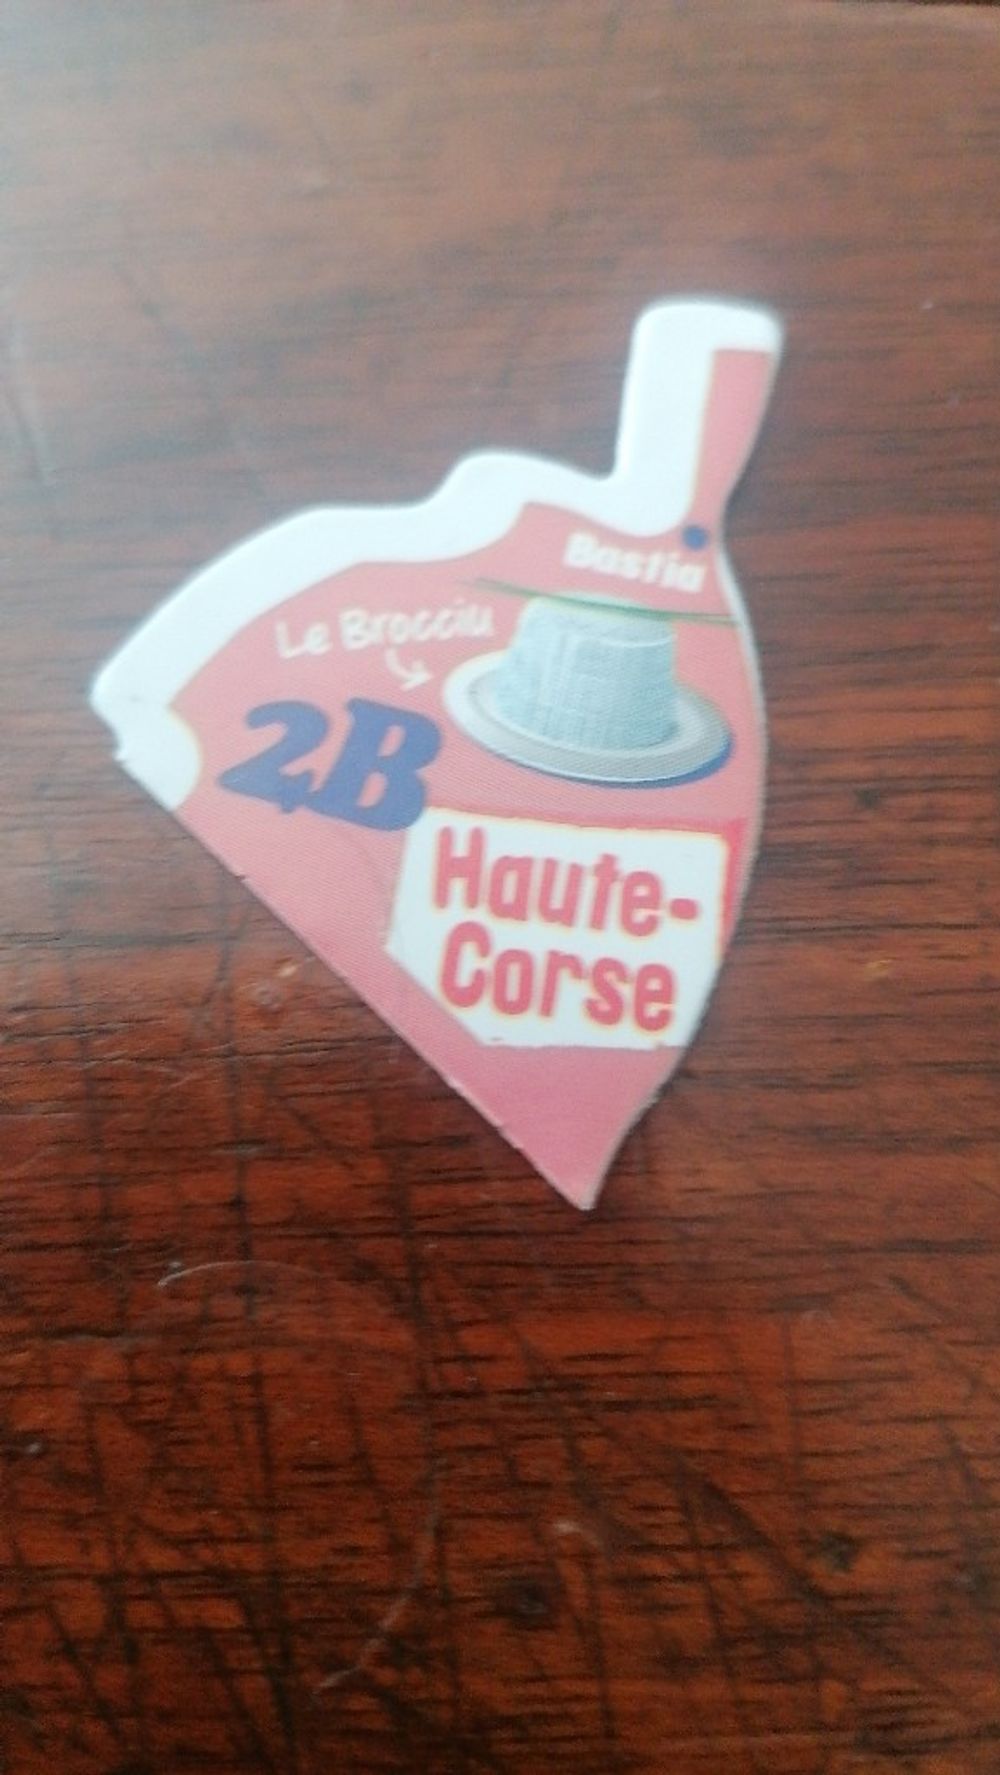 Bastia
Le Brocciu
2B
Haute-
Corse